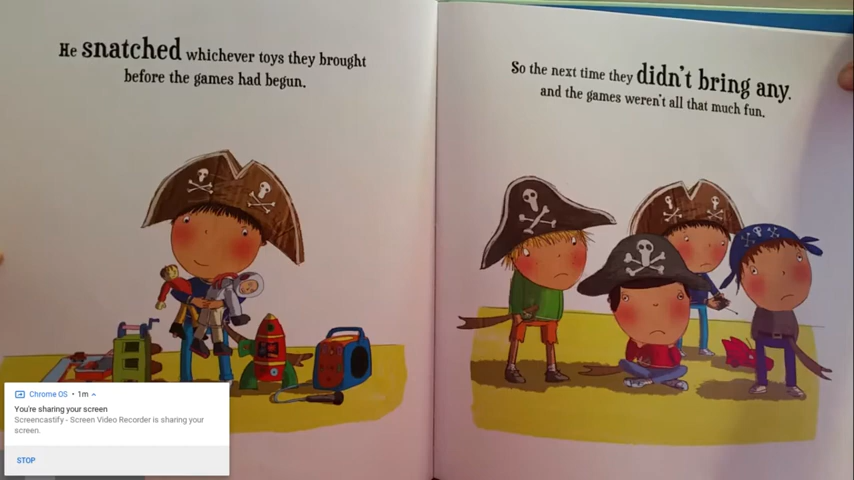 He snatched whichever toys they brought
before the games had begun.
So the next time they didn't bring any.
and the games weren't all that much fun.
Chrome OS • 1m
You're sharing your screen
Screencastify - Screen Video Recorder is sharing your
screen.
STOP